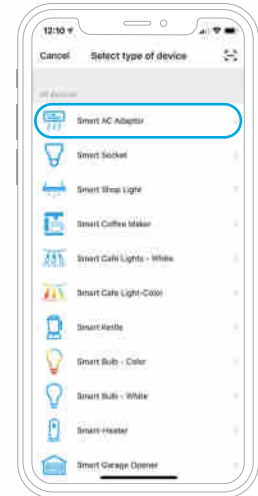 12:10
Cancel Select type of device
All devices
Smart AC Adaptor
Smart Socket
Smart Shop Light
Smart Coffee Maker
Smart Café Lights - White
Smart Cafe Light-Color
Smart Kettle
Smart Bulb - Color
Smart Bulb - White
Smart Heater
Smart Garage Opener